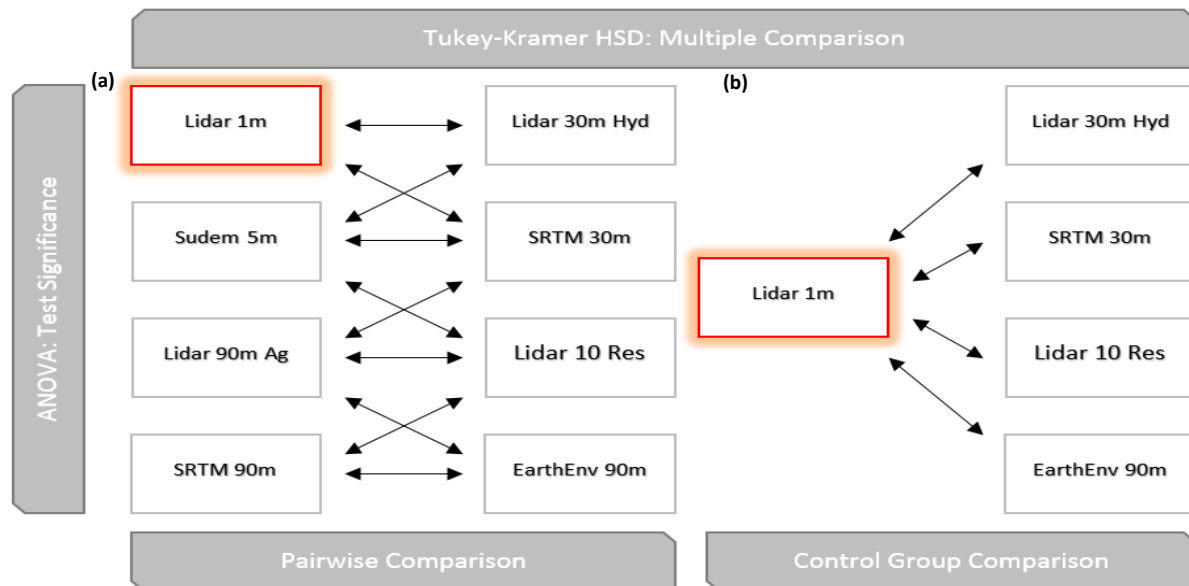 Tukey-Kramer HSD: Multiple Comparison
ANOVA: Test Significance
(a)
Lidar 1m
Lidar 30m Hyd
Sudem 5m
SRTM 30m
Lidar 90m Ag
Lidar 10 Res
SRTM 90m
EarthEnv 90m
Pairwise Comparison
(b)
Lidar 1m
Lidar 30m Hyd
SRTM 30m
Lidar 10 Res
EarthEnv 90m
Control Group Comparison